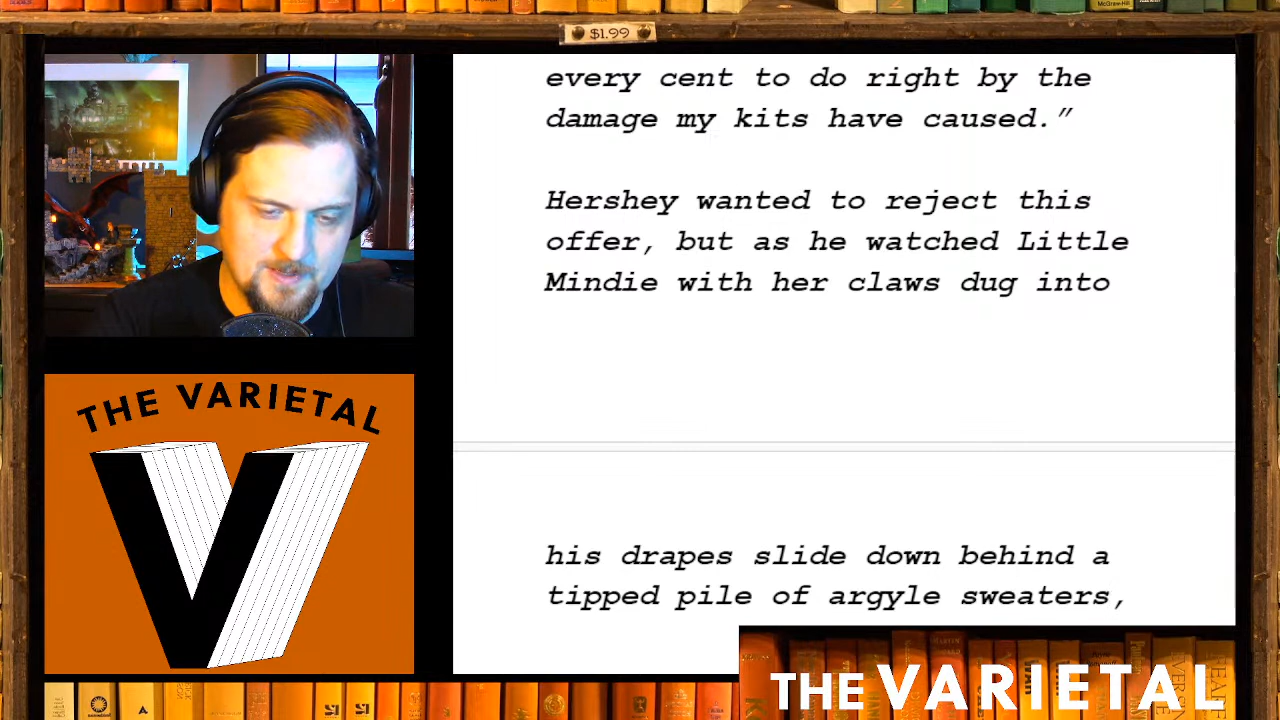 McGraw-Hill
$1.99
every cent to do right by the
damage my kits have caused.”
Hershey wanted to reject this
offer, but as he watched Little
Mindie with her claws dug into
his drapes slide down behind a
tipped pile of argyle sweaters,
THE VARIETAL
THE VARIETAL